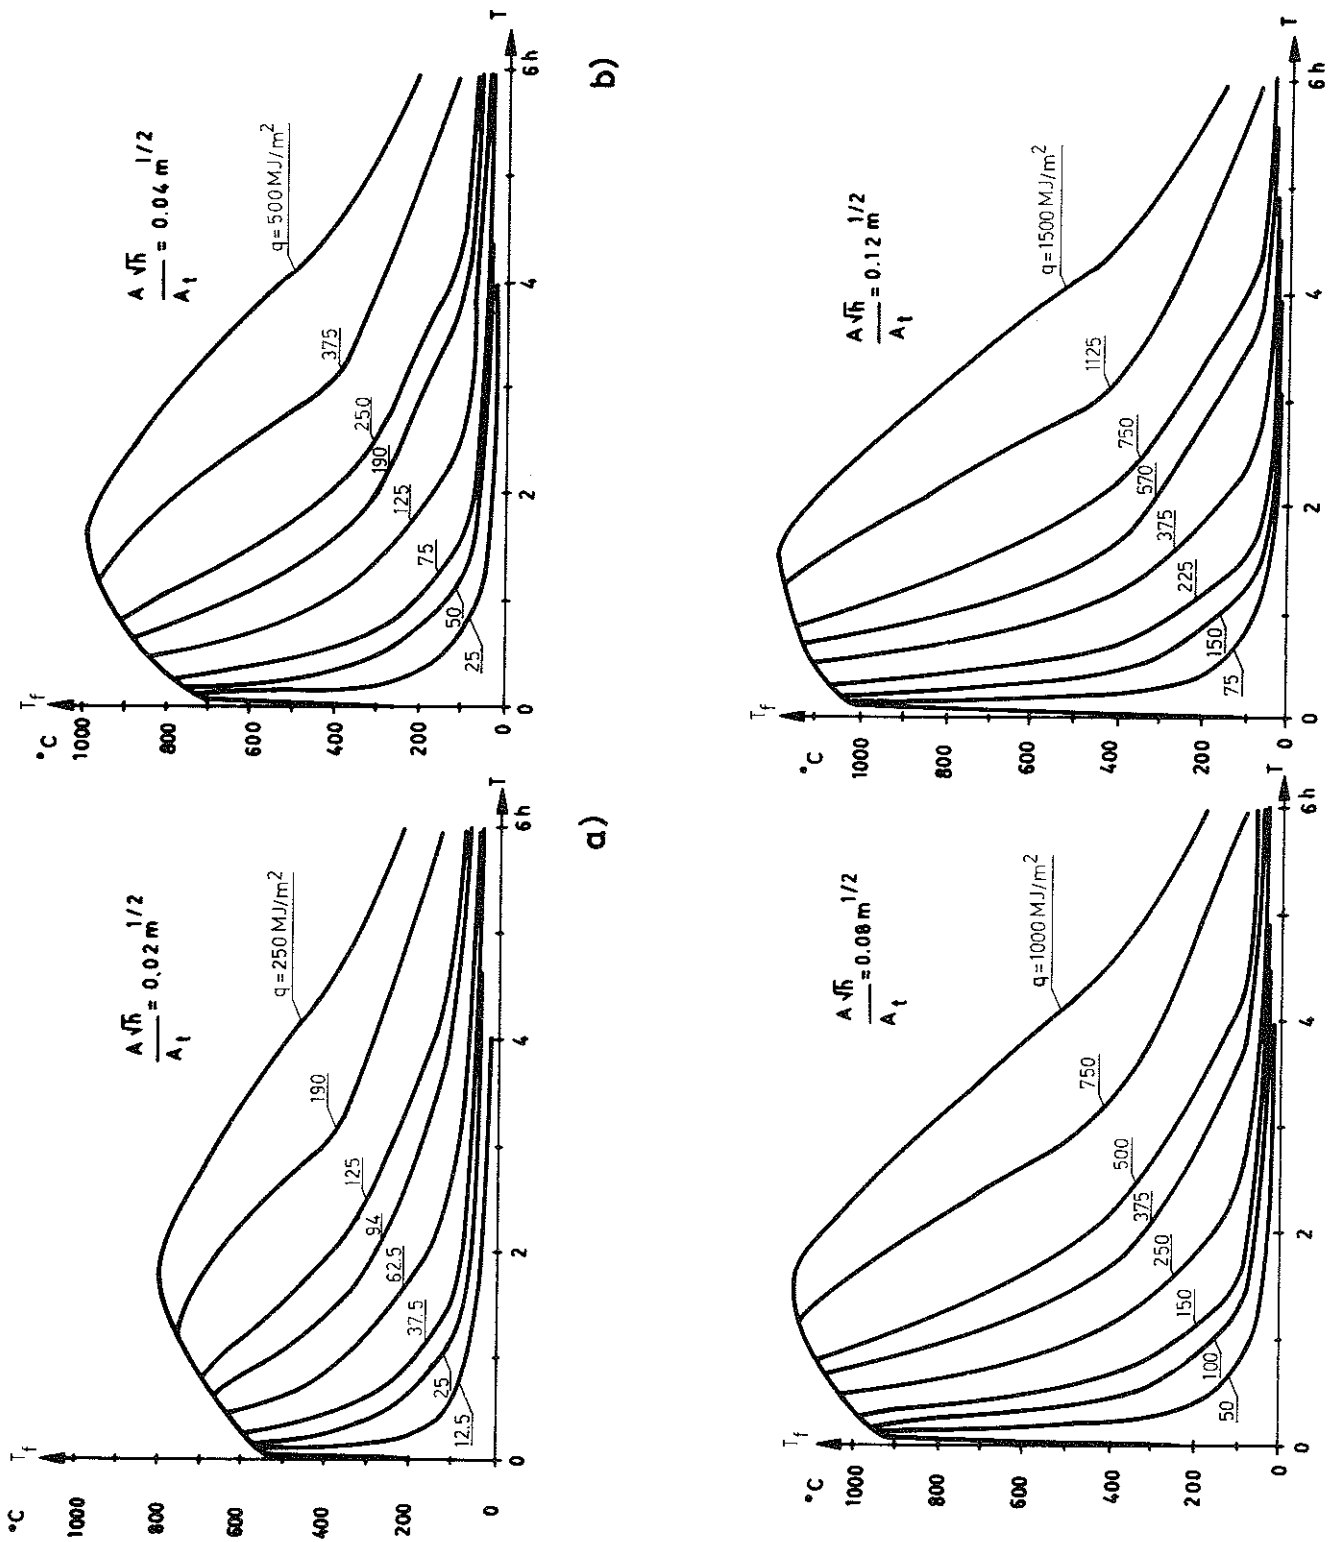 a)
A√h / A_t = 0.02 m^1/2
T_f
°C
1000
800
600
400
200
0
2
4
6 h
T
q = 250 MJ/m²
190
125
94
62.5
37.5
25
12.5
b)
A√h / A_t = 0.04 m^1/2
T_f
°C
1000
800
600
400
200
0
2
4
6 h
T
q = 500 MJ/m²
375
250
190
125
75
50
25
A√h / A_t = 0.08 m^1/2
T_f
°C
1000
800
600
400
200
0
2
4
6 h
T
q = 1000 MJ/m²
750
500
375
250
150
100
50
A√h / A_t = 0.12 m^1/2
T_f
°C
1000
800
600
400
200
0
2
4
6 h
T
q = 1500 MJ/m²
1125
750
570
375
225
150
75